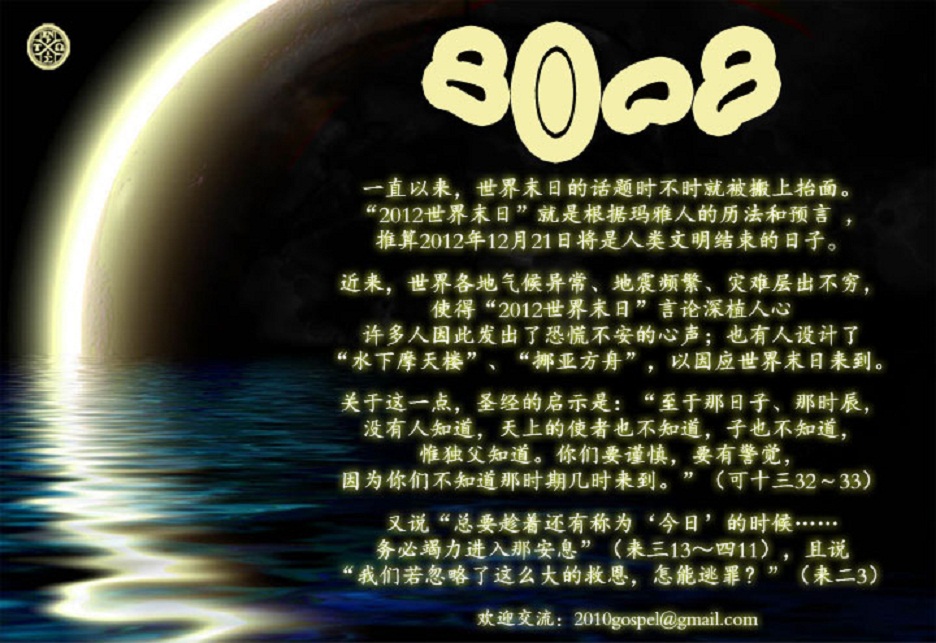 8008
一直以来，世界末日的话题时不时就被搬上抬面。
“2012世界末日”就是根据玛雅人的历法和预言，
推算2012年12月21日将是人类文明结束的日子。
近来，世界各地气候异常、地震频繁、灾难层出不穷，
使得“2012世界末日”言论深植人心
许多人因此发出了恐慌不安的心声；也有人设计了
“水下摩天楼”、“挪亚方舟”，以因应世界末日来到。
关于这一点，圣经的启示是：“至于那日子、那时辰，
没有人知道，天上的使者也不知道，子也不知道，
惟独父知道。你们要谨慎，要有警觉，
因为你们不知道那时期几时来到。”（可十三32～33）
又说“总要趁着还有称为‘今日’的时候……
务必竭力进入那安息”（来三13～四11），且说
“我们若忽略了这么大的救恩，怎能逃罪？”（来二3）
欢迎交流：2010gospel@gmail.com